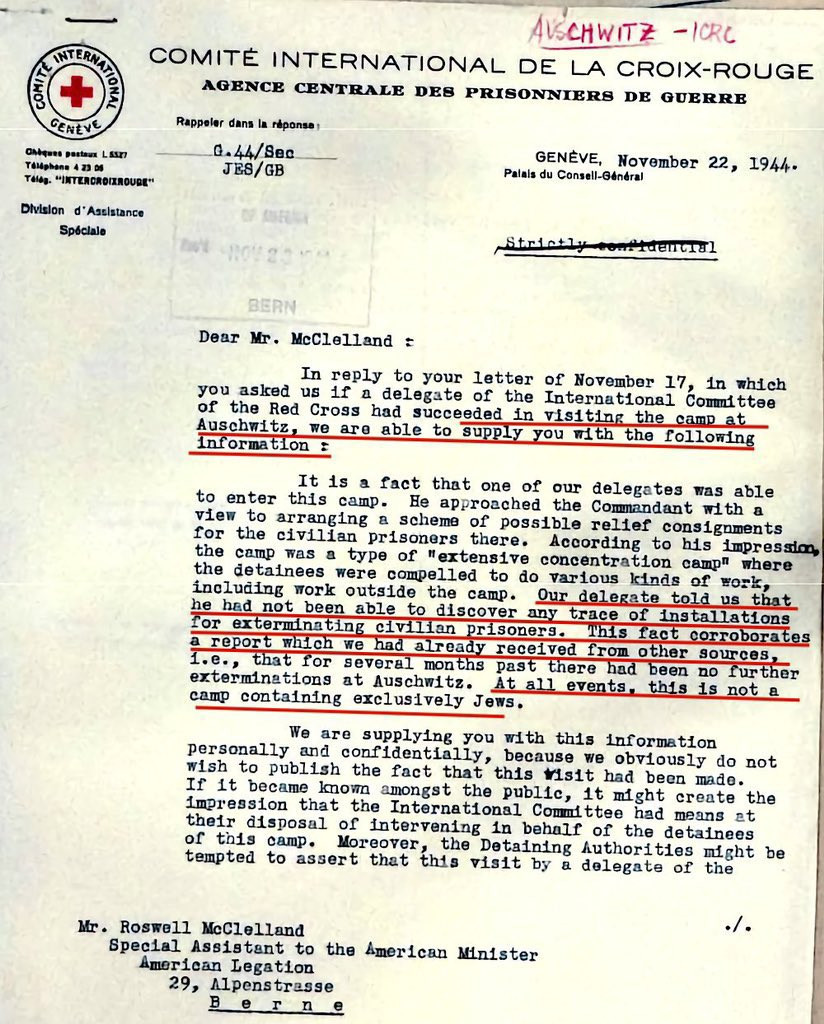 AUSCHWITZ - ICRC
COMITÉ INTERNATIONAL GENÈVE
COMITÉ INTERNATIONAL DE LA CROIX-ROUGE
AGENCE CENTRALE DES PRISONNIERS DE GUERRE
Rappeler dans la réponse:
G.44/Sec
JES/GB
Chèques postaux I. 5527
Téléphone 4 23 05
Télég. "INTERCROIXROUGE"
Division d'Assistance
Spéciale
GENÈVE, November 22, 1944.
Palais du Conseil-Général
OF AMERICA
NOV 23
BERN
Strictly confidential
Dear Mr. McClelland :
In reply to your letter of November 17, in which
you asked us if a delegate of the International Committee
of the Red Cross had succeeded in visiting the camp at
Auschwitz, we are able to supply you with the following
information :
It is a fact that one of our delegates was able
to enter this camp. He approached the Commandant with a
view to arranging a scheme of possible relief consignments
for the civilian prisoners there. According to his impression,
the camp was a type of "extensive concentration camp" where
the detainees were compelled to do various kinds of work,
including work outside the camp. Our delegate told us that
he had not been able to discover any trace of installations
for exterminating civilian prisoners. This fact corroborates
a report which we had already received from other sources,
i.e., that for several months past there had been no further
exterminations at Auschwitz. At all events, this is not a
camp containing exclusively Jews.
We are supplying you with this information
personally and confidentially, because we obviously do not
wish to publish the fact that this visit had been made.
If it became known amongst the public, it might create the
impression that the International Committee had means at
their disposal of intervening in behalf of the detainees
of this camp. Moreover, the Detaining Authorities might be
tempted to assert that this visit by a delegate of the
./.
Mr. Roswell McClelland
Special Assistant to the American Minister
American Legation
29, Alpenstrasse
B e r n e